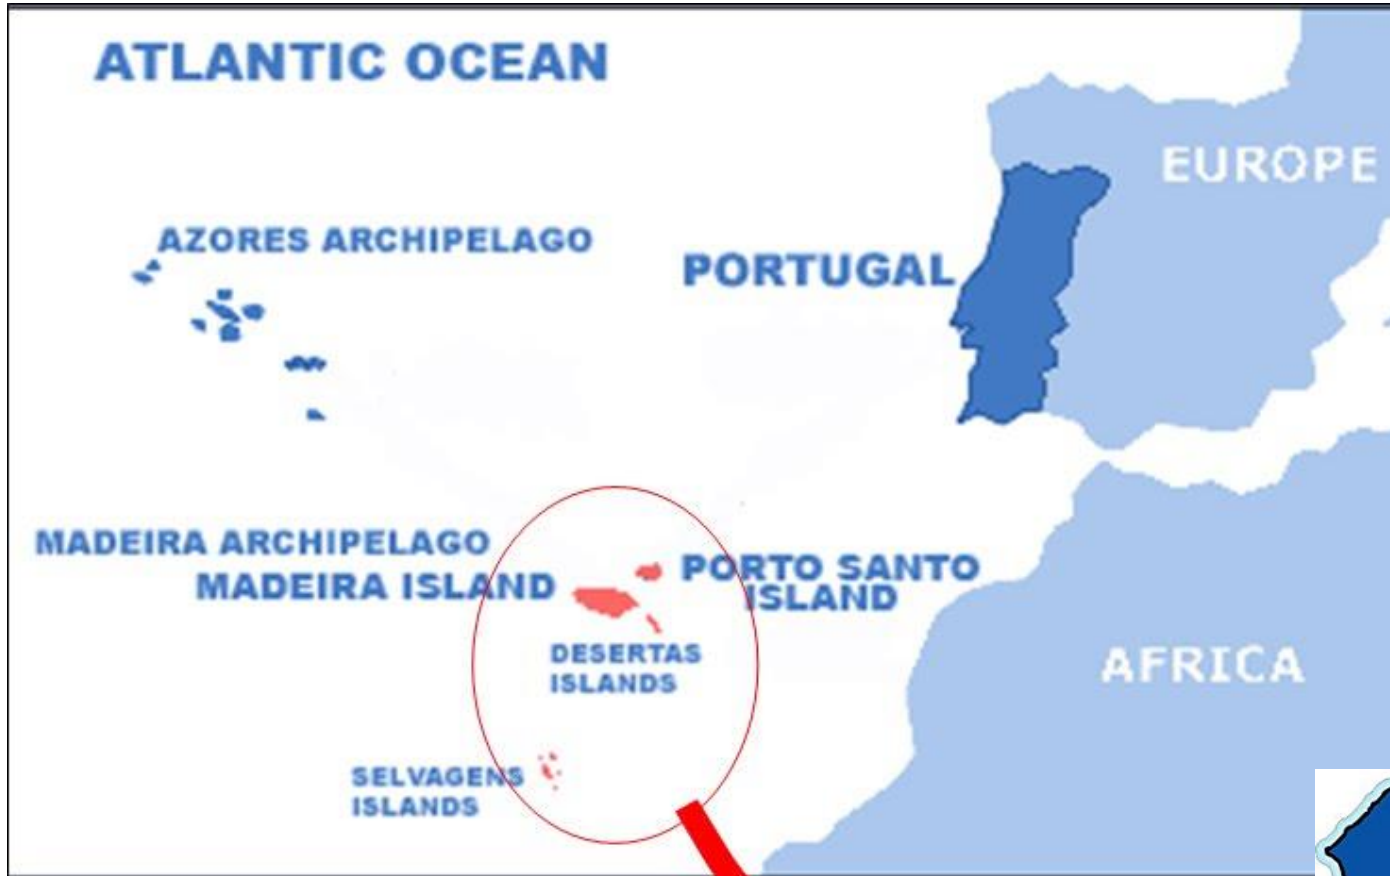 ATLANTIC OCEAN
EUROPE
AZORES ARCHIPELAGO
PORTUGAL
MADEIRA ARCHIPELAGO
MADEIRA ISLAND
PORTO SANTO
ISLAND
DESERTAS
ISLANDS
AFRICA
SELVAGENS
ISLANDS